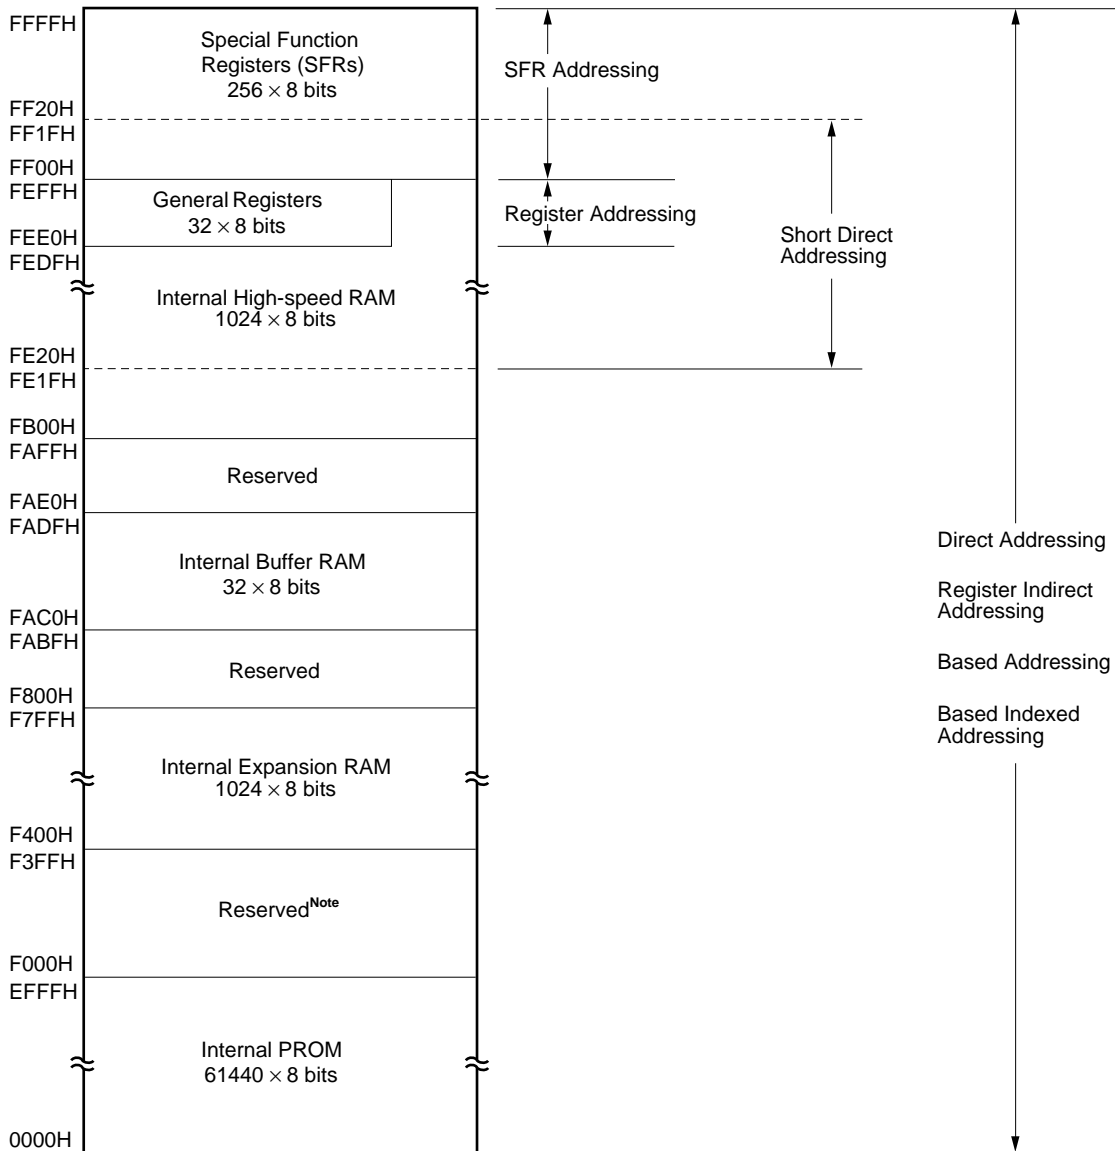 FFFFH
Special Function
Registers (SFRs)
256 × 8 bits
SFR Addressing
FF20H
FF1FH
FF00H
FEFFH
General Registers
32 × 8 bits
Register Addressing
Short Direct
Addressing
FEE0H
FEDFH
Internal High-speed RAM
1024 × 8 bits
FE20H
FE1FH
FB00H
FAFFH
Reserved
FAE0H
FADFH
Internal Buffer RAM
32 × 8 bits
Direct Addressing
Register Indirect
Addressing
Based Addressing
Based Indexed
Addressing
FAC0H
FABFH
Reserved
F800H
F7FFH
Internal Expansion RAM
1024 × 8 bits
F400H
F3FFH
Reserved Note
F000H
EFFFH
Internal PROM
61440 × 8 bits
0000H